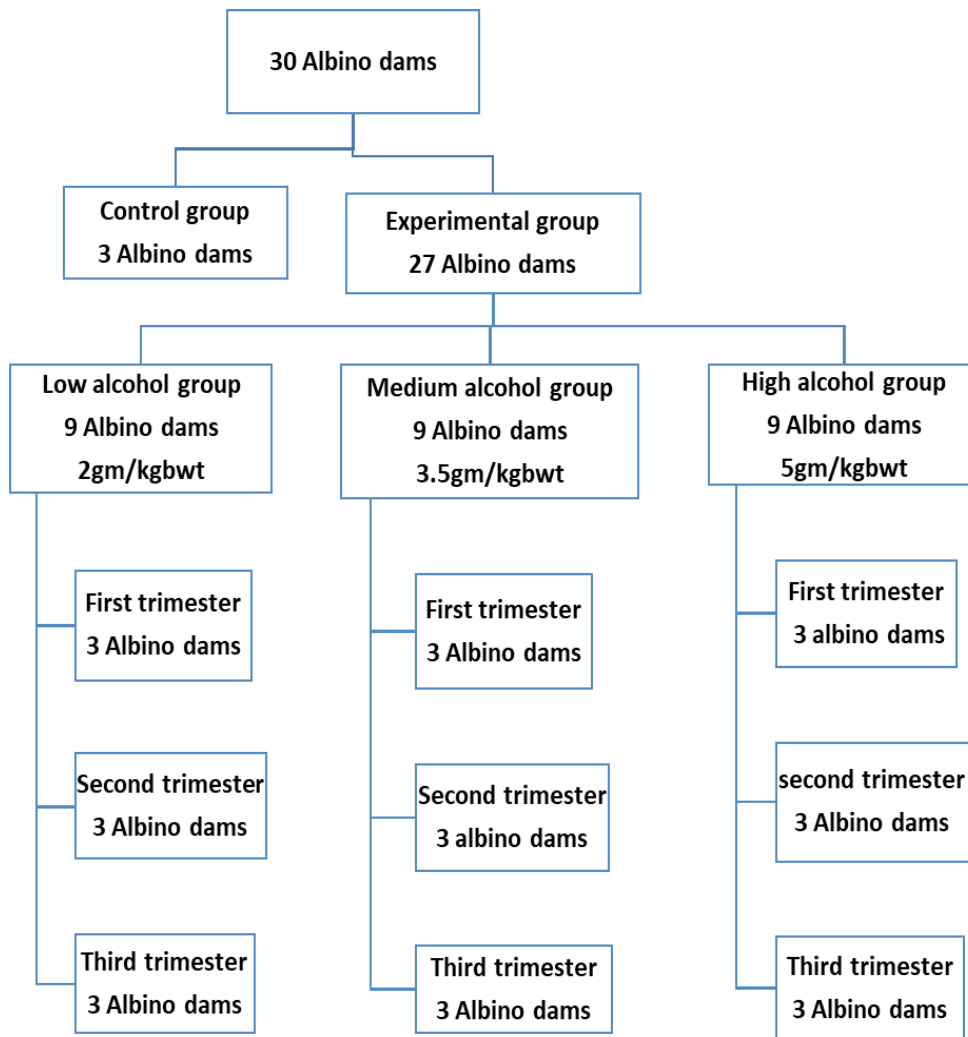 30 Albino dams
Control group
3 Albino dams
Experimental group
27 Albino dams
Low alcohol group
9 Albino dams
2gm/kgbwt
Medium alcohol group
9 Albino dams
3.5gm/kgbwt
High alcohol group
9 Albino dams
5gm/kgbwt
First trimester
3 Albino dams
Second trimester
3 Albino dams
Third trimester
3 Albino dams
First trimester
3 Albino dams
Second trimester
3 albino dams
Third trimester
3 Albino dams
First trimester
3 albino dams
second trimester
3 Albino dams
Third trimester
3 Albino dams